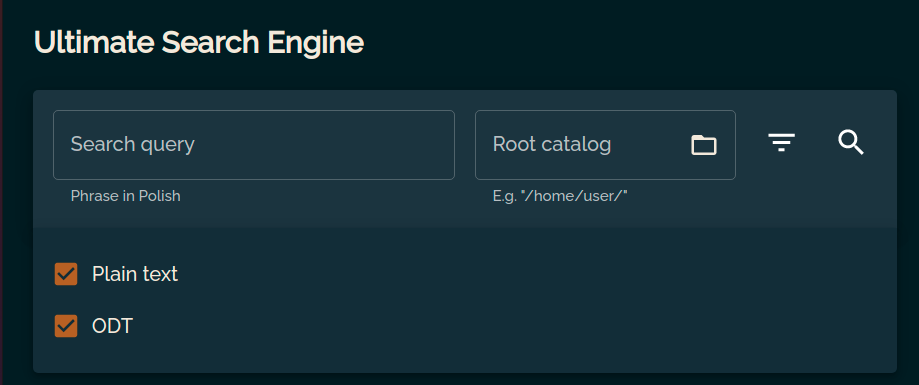 Ultimate Search Engine
Search query
Root catalog
Phrase in Polish
E.g. "/home/user/"
Plain text
ODT